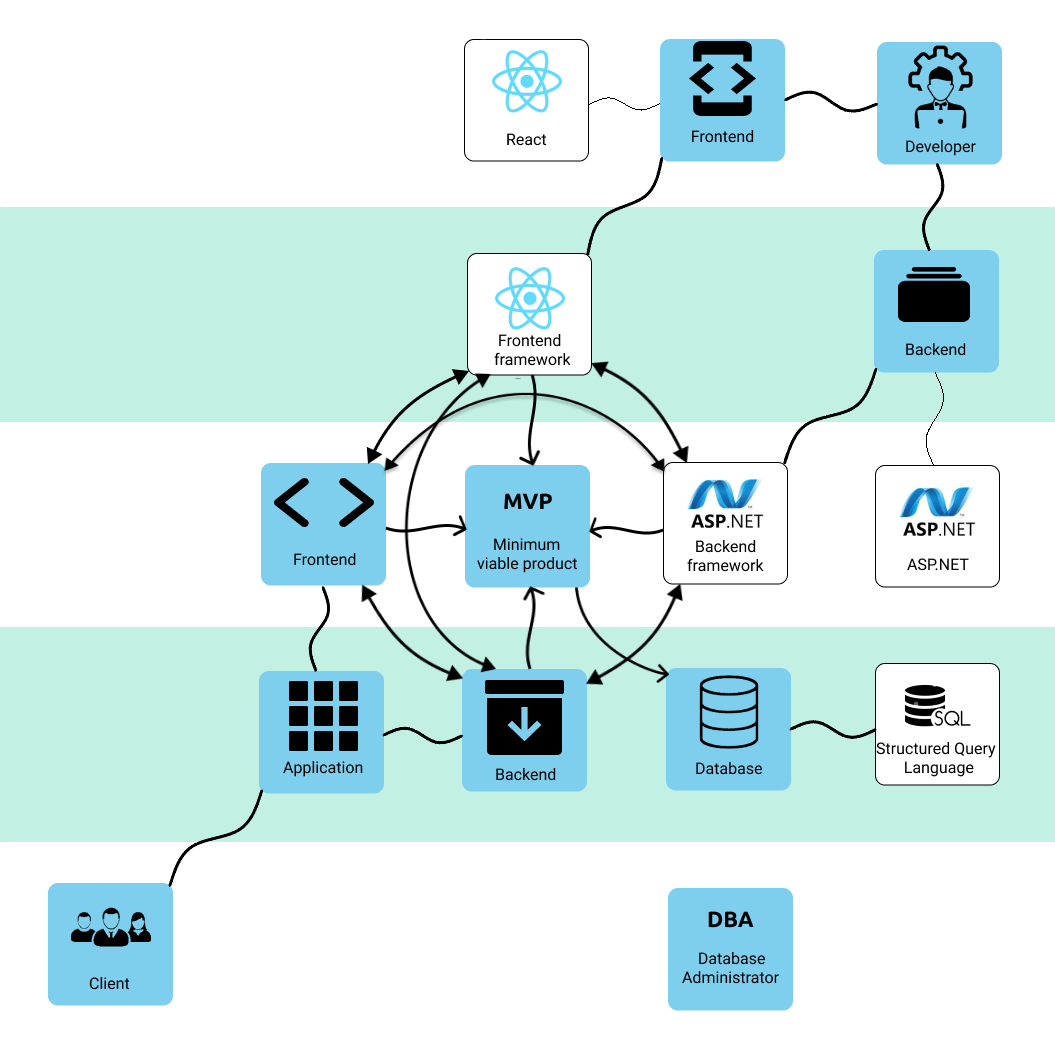 React
Frontend
Developer
Frontend
framework
Backend
Frontend
MVP
Minimum
viable product
ASP.NET
Backend
framework
ASP.NET
ASP.NET
Application
Backend
Database
SQL
Structured Query
Language
Client
DBA
Database
Administrator